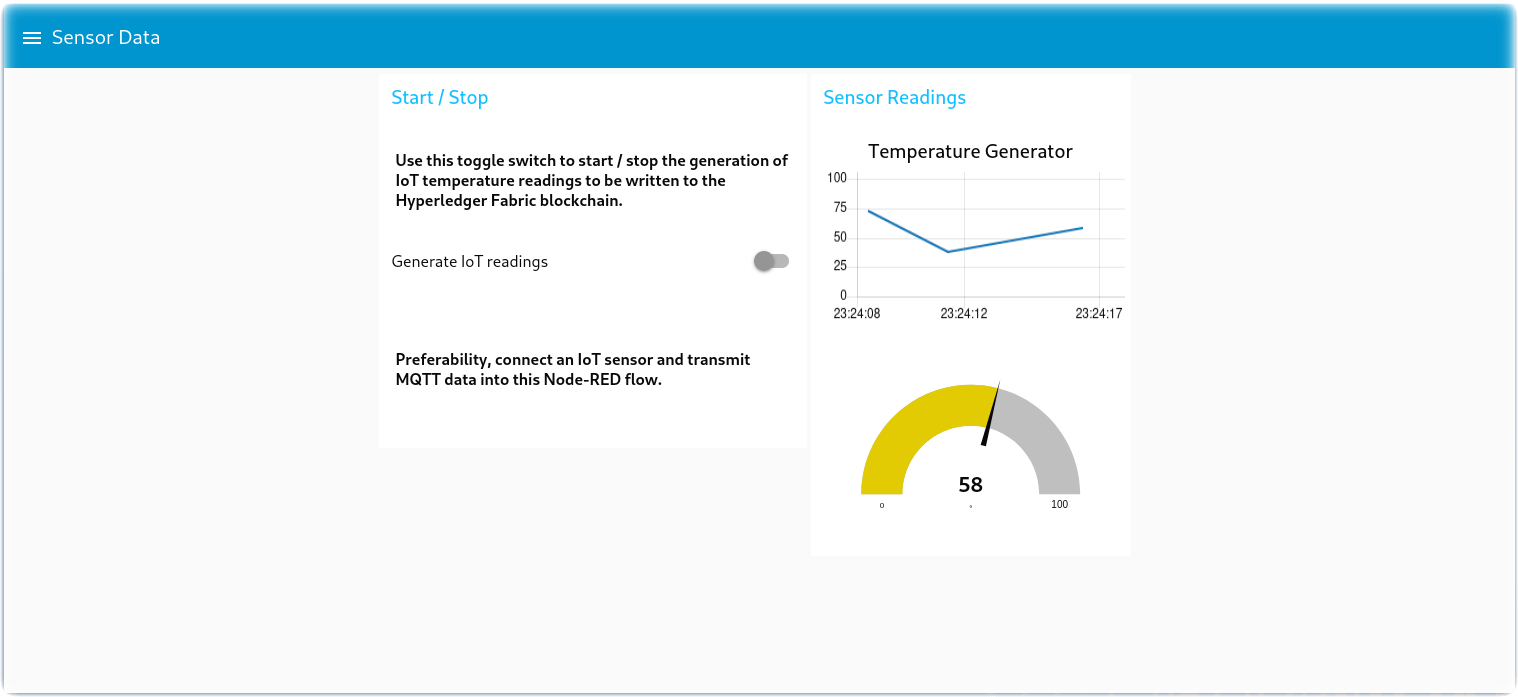 Sensor Data
Start / Stop
Use this toggle switch to start / stop the generation of
IoT temperature readings to be written to the
Hyperledger Fabric blockchain.
Generate IoT readings
Preferability, connect an IoT sensor and transmit
MQTT data into this Node-RED flow.
Sensor Readings
Temperature Generator
100
75
50
25
0
23:24:08 23:24:12 23:24:17
58
0 ° 100